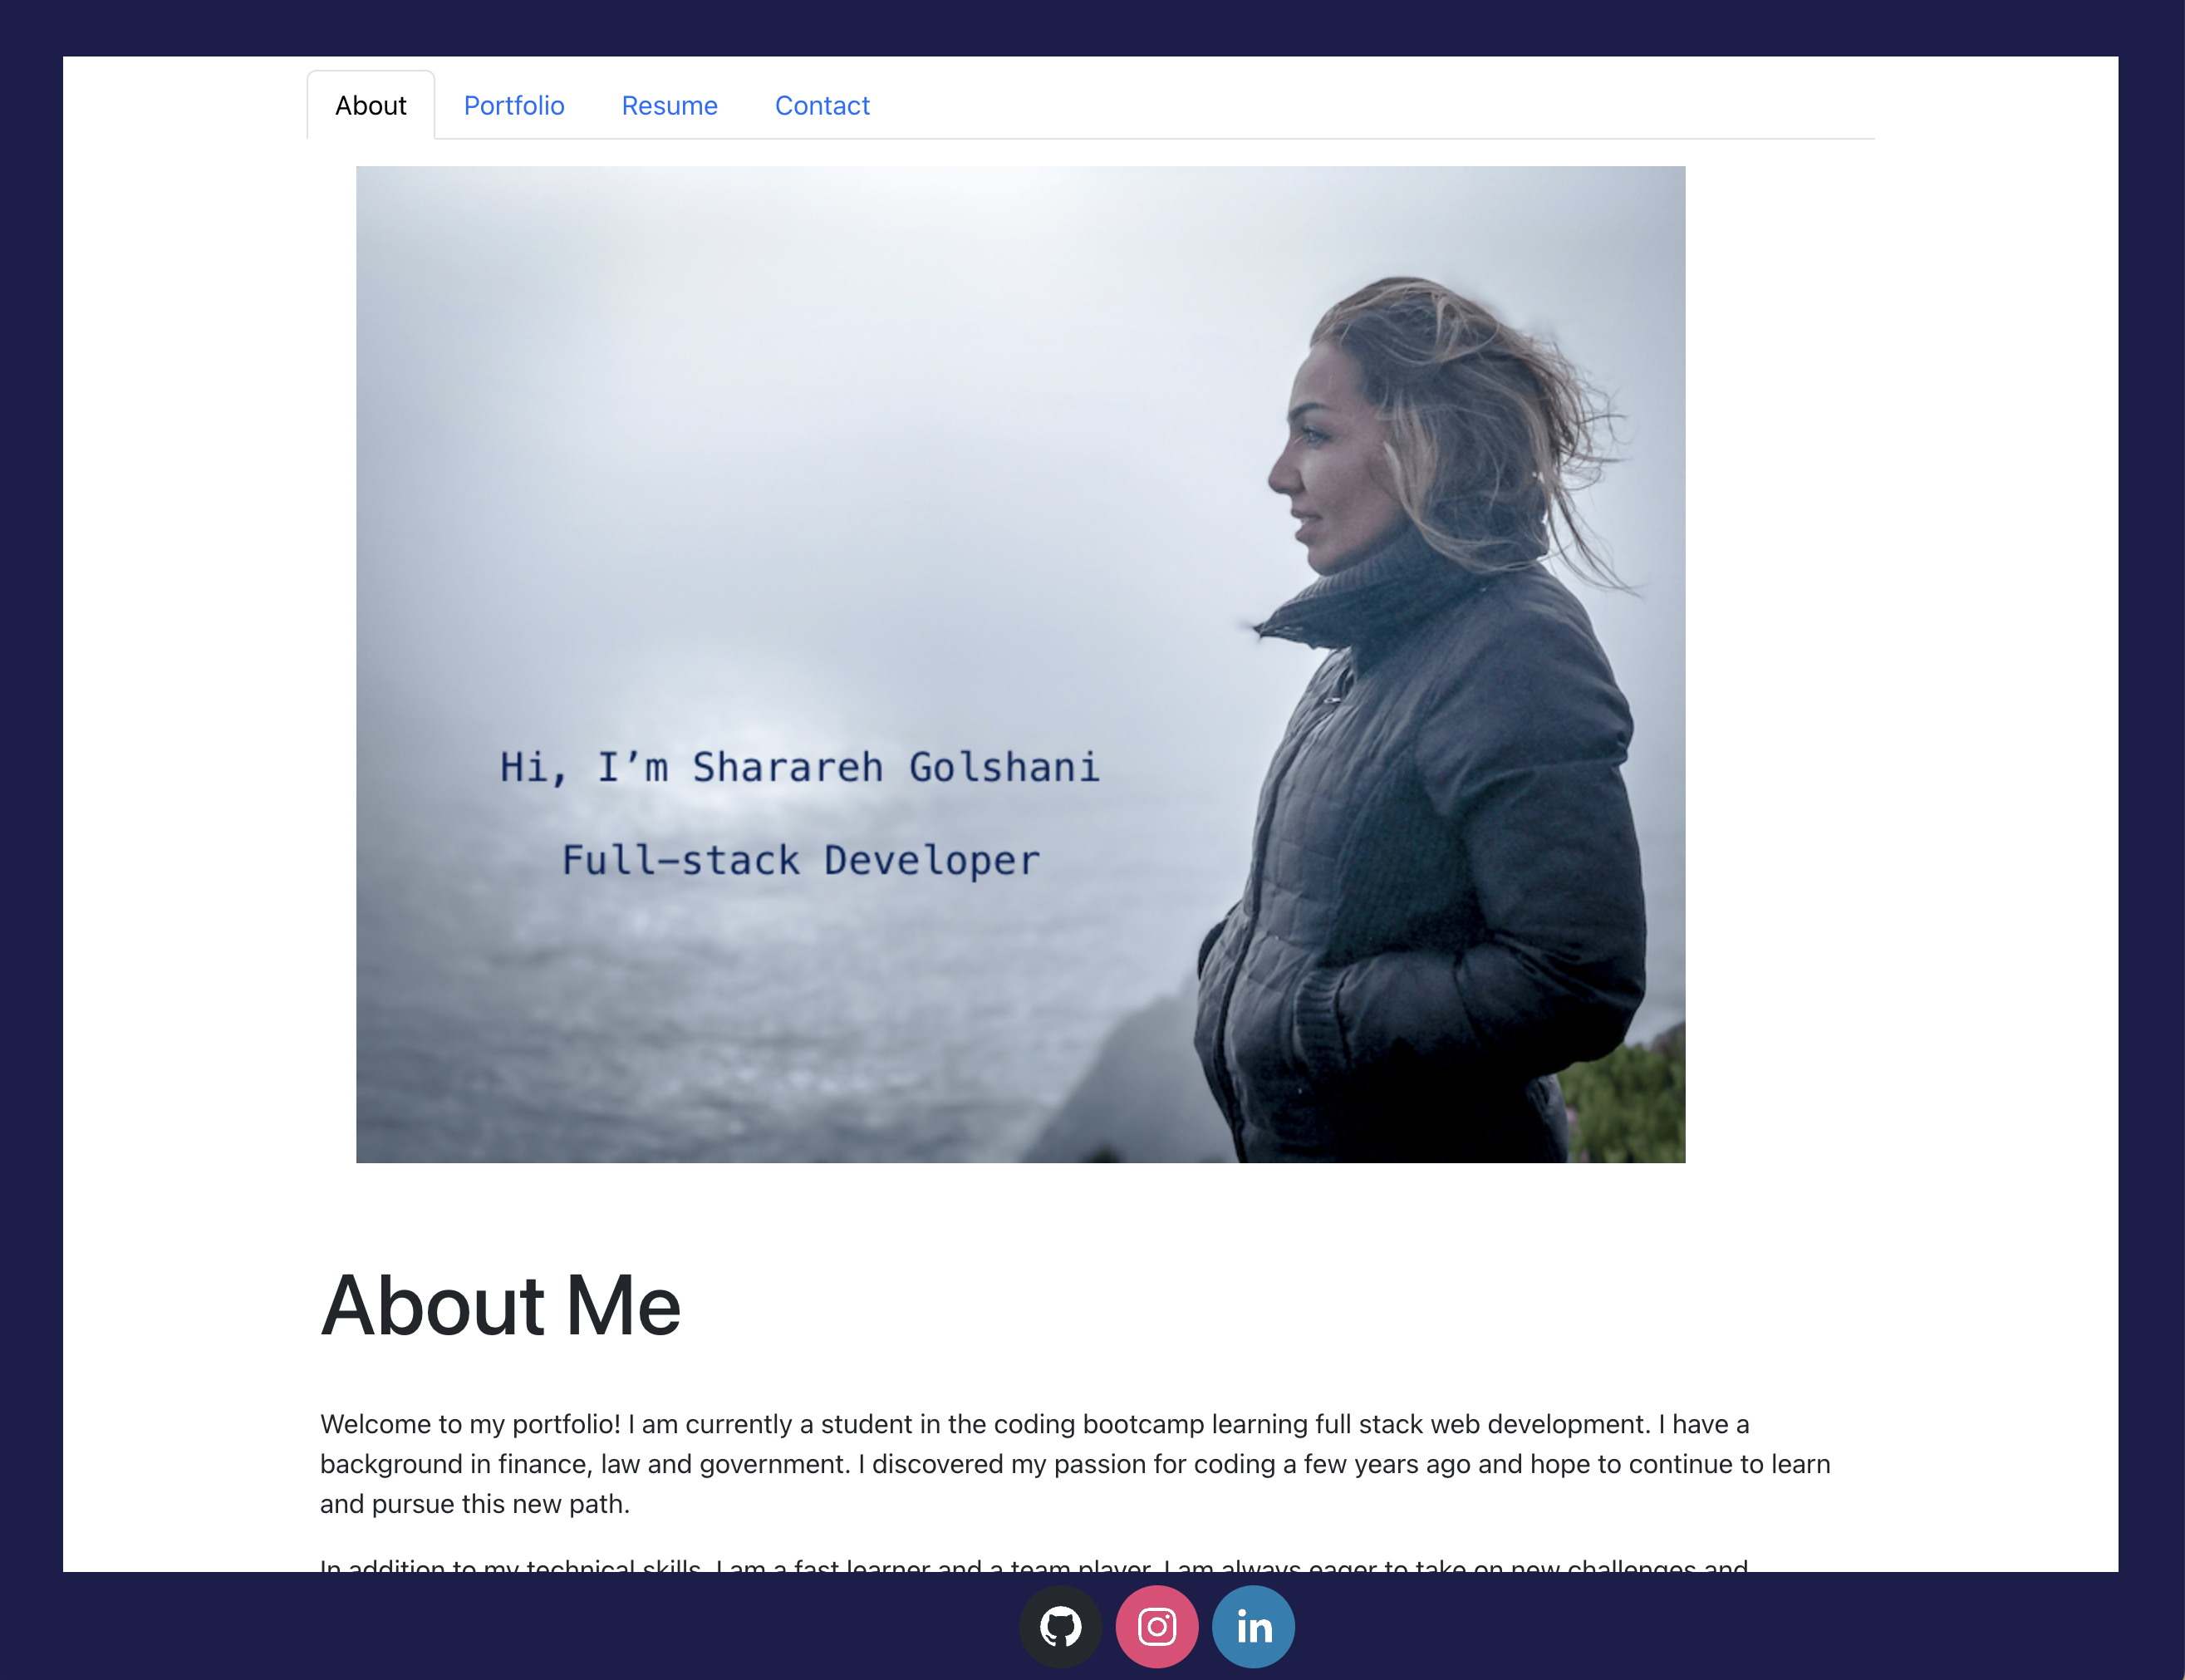 About Portfolio Resume Contact
Hi, I’m Sharareh Golshani
Full-stack Developer
About Me
Welcome to my portfolio! I am currently a student in the coding bootcamp learning full stack web development. I have a
background in finance, law and government. I discovered my passion for coding a few years ago and hope to continue to learn
and pursue this new path.
In addition to my technical skills, I am a fast learner and a team player. I am always eager to take on new challenges and
in